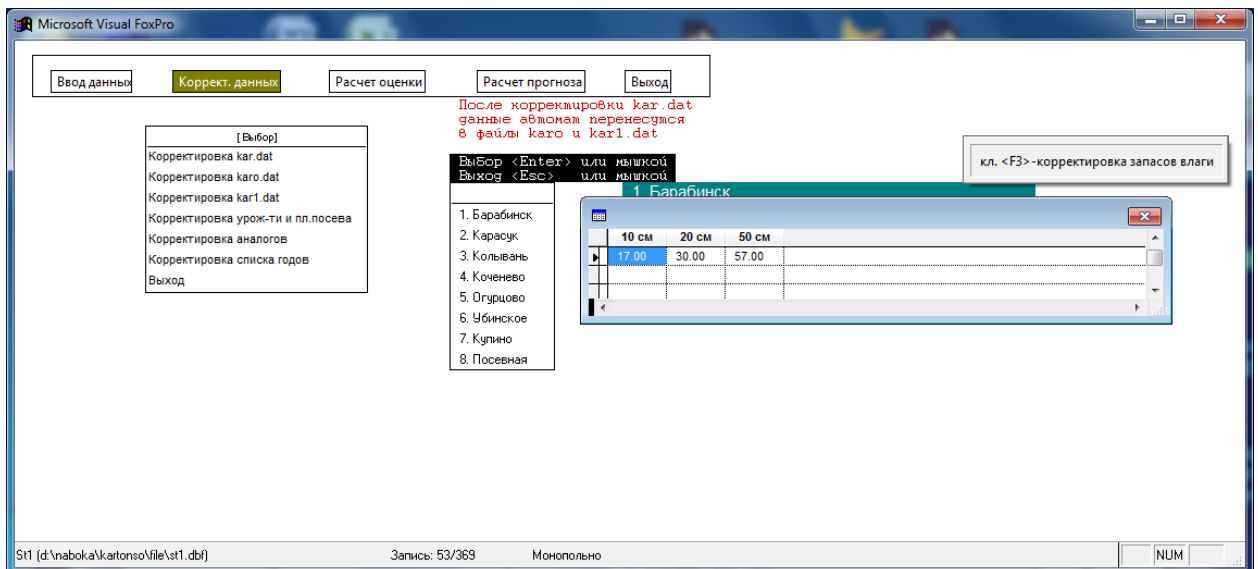 Microsoft Visual FoxPro
Ввод данных
Коррект. данных
Расчет оценки
Расчет прогноза
Выход
После корректировки kar.dat
данные автомат перенесутся
в файлы karo и kar1.dat
[Выбор]
Корректировка kar.dat
Корректировка karo.dat
Корректировка kar1.dat
Корректировка урож-ти и пл.посева
Корректировка аналогов
Корректировка списка годов
Выход
Выбор <Enter> или мышкой
Выход <Esc> или мышкой
1. Барабинск
2. Карасук
3. Колывань
4. Коченево
5. Огурцово
6. Убинское
7. Купино
8. Посевная
кл. <F3>-корректировка запасов влаги
1 Барабинск
10 см 20 см 50 см
17.00 30.00 57.00
St1 (d:\naboka\kartonso\file\st1.dbf)
Запись: 53/369
Монопольно
NUM